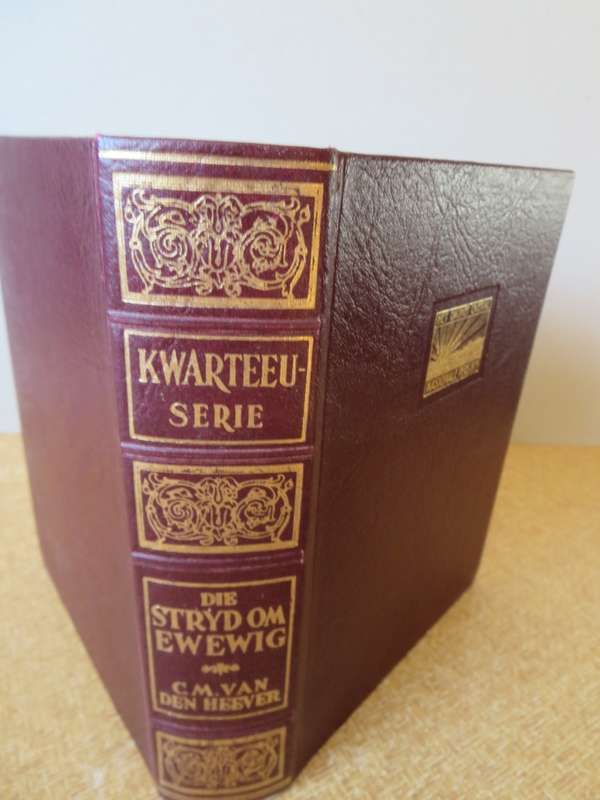 KWARTEEU-
SERIE
DIE
STRYD OM
EWEWIG
C.M. VAN
DEN HEEVER